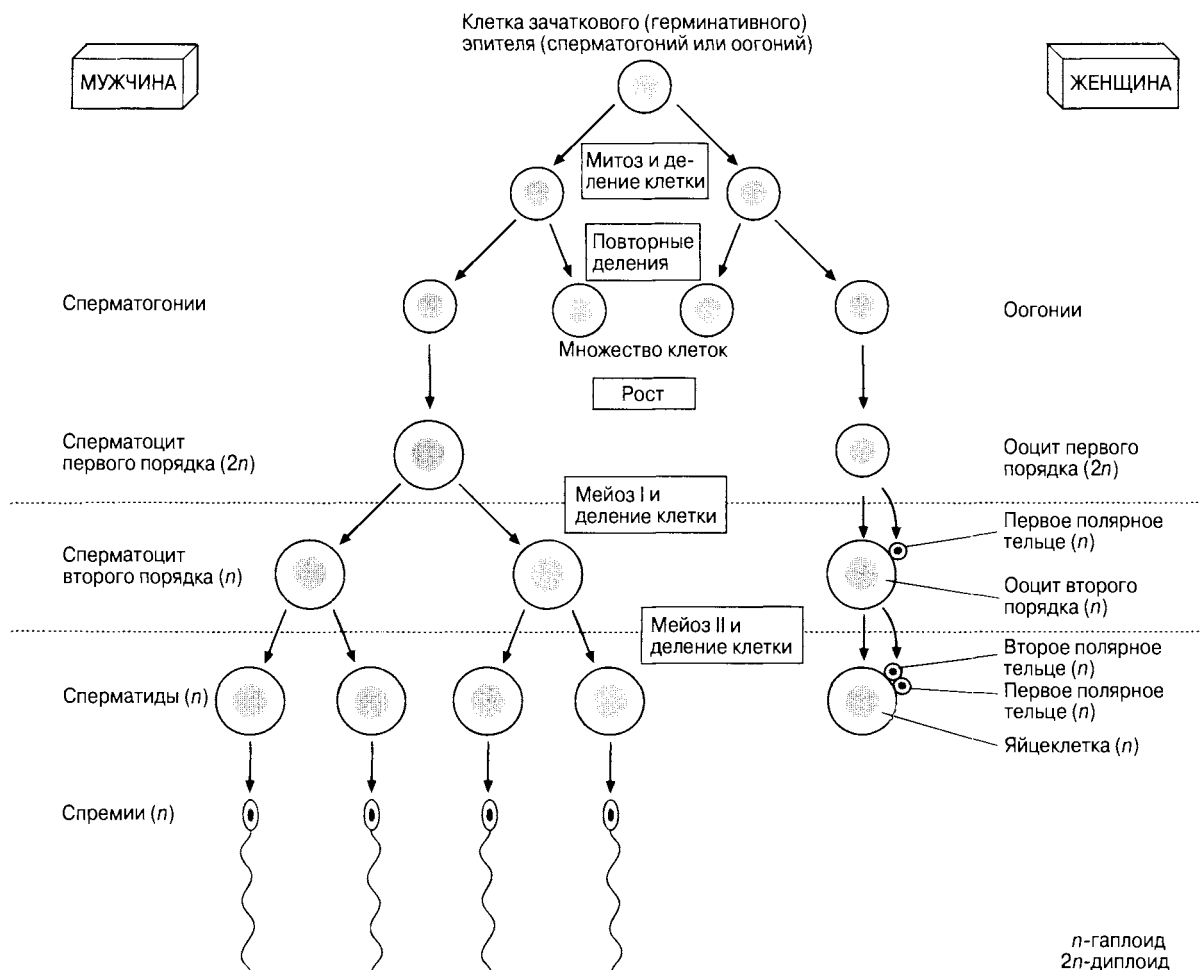 Клетка зачаткового (герминативного)
эпителя (сперматогоний или оогоний)
МУЖЧИНА
ЖЕНЩИНА
Митоз и де-
ление клетки
Повторные
деления
Сперматогонии
Оогонии
Множество клеток
Рост
Сперматоцит
первого порядка (2n)
Ооцит первого
порядка (2n)
Мейоз I и
деление клетки
Первое полярное
тельце (n)
Сперматоцит
второго порядка (n)
Ооцит второго
порядка (n)
Мейоз II и
деление клетки
Второе полярное
тельце (n)
Сперматиды (n)
Первое полярное
тельце (n)
Яйцеклетка (n)
Спремии (n)
n-гаплоид
2n-диплоид